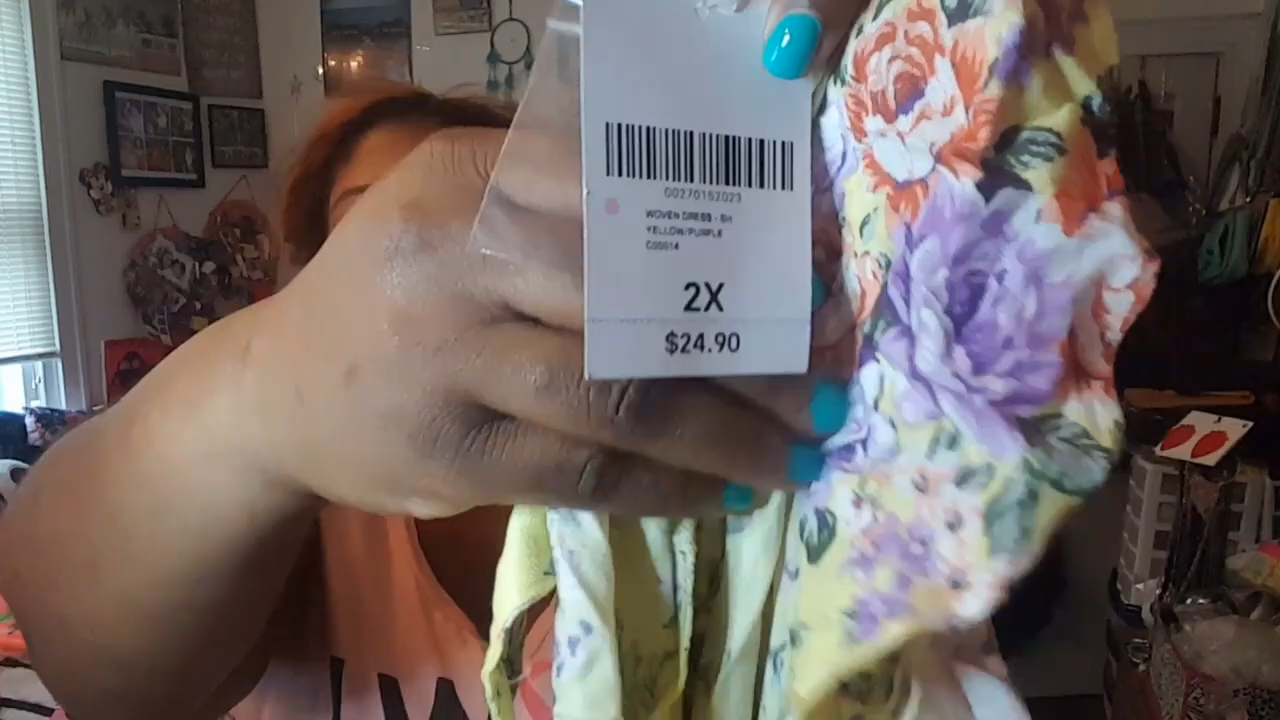 00270152023
WOVEN DRESS - SH
YELLOW/PURPLE
C00014
2X
$24.90